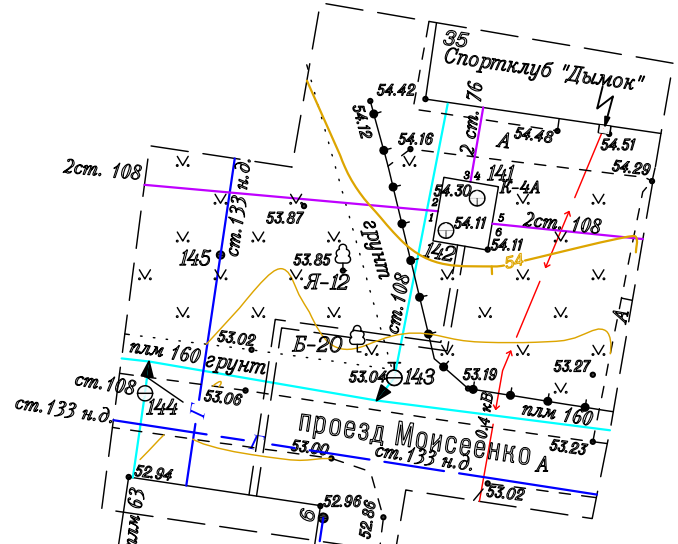 35
Спортклуб "Дымок"
54.42
2 ст. 76
54.12
54.16
А
54.48
54.51
54.29
2ст. 108
ст.133 н.д.
3 4
141
К-4А
54.30
2
1
53.87
54.11
5
6
2ст. 108
54.11
142
145
53.85
Я-12
грунт
54
ст.108
А
53.02
Б-20
плм 160
грунт
53.04
143
53.19
53.27
ст.108
144
53.06
ст.133 н.д.
0,4 кВ
плм 160
проезд Моисеенко
А
53.23
53.00
ст.133 н.д.
52.94
53.02
плм 63
9
52.96
52.86